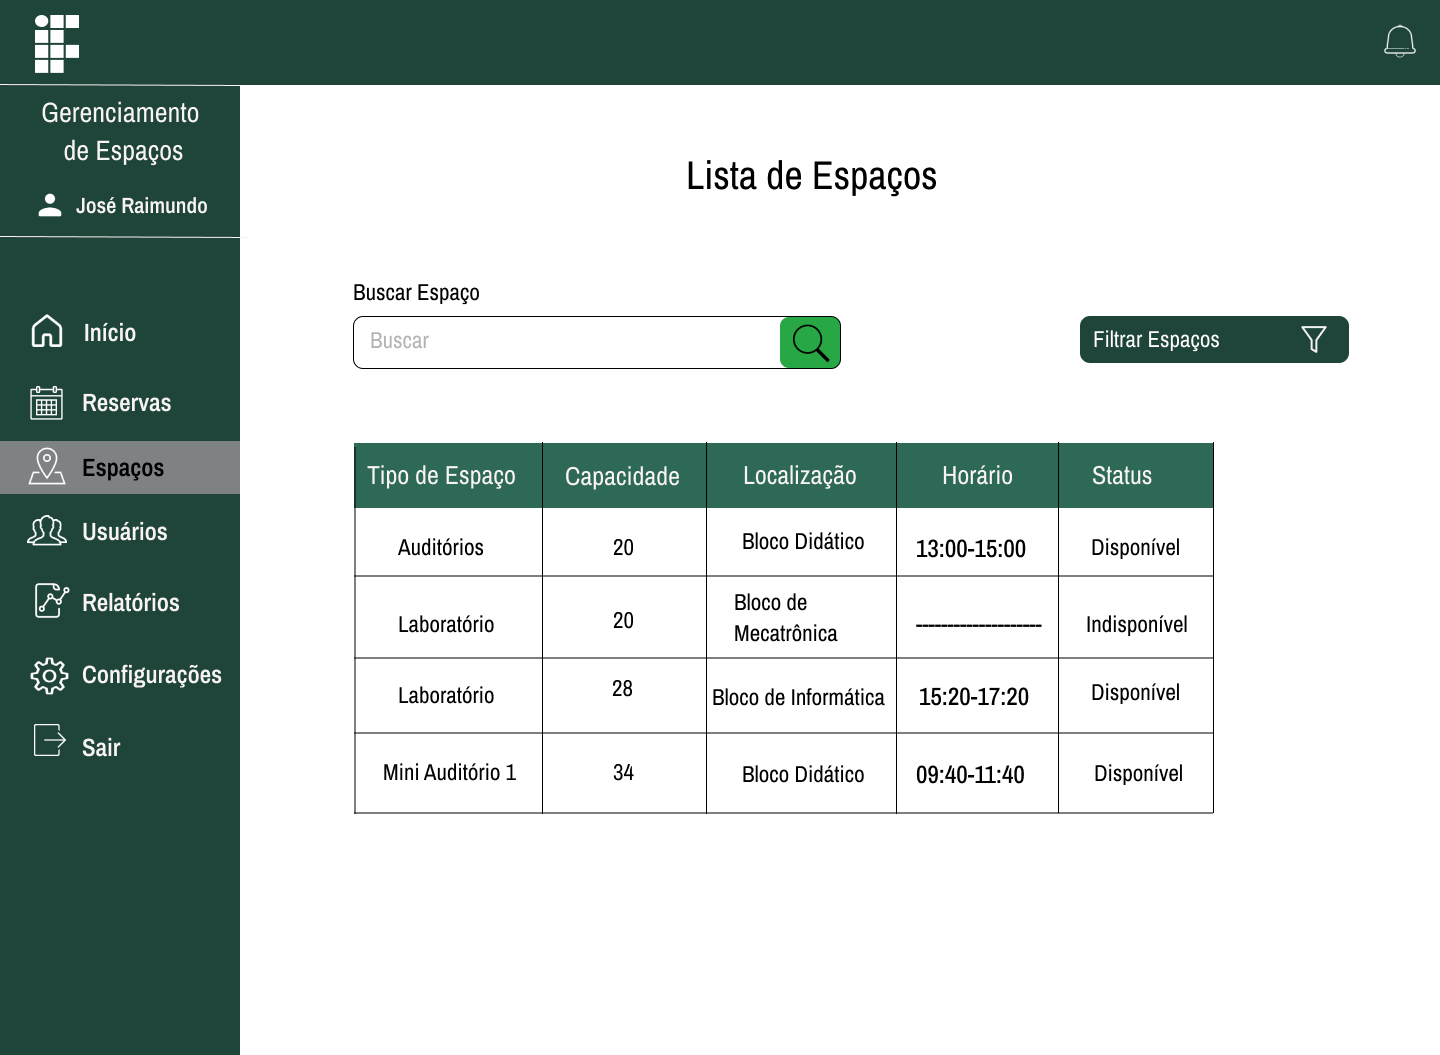 Gerenciamento
de Espaços
José Raimundo
Início
Reservas
Espaços
Usuários
Relatórios
Configurações
Sair
Lista de Espaços
Buscar Espaço
Buscar
Filtrar Espaços
Tipo de Espaço Capacidade Localização Horário Status
Auditórios 20 Bloco Didático 13:00-15:00 Disponível
Laboratório 20 Bloco de
Mecatrônica --------------------- Indisponível
Laboratório 28 Bloco de Informática 15:20-17:20 Disponível
Mini Auditório 1 34 Bloco Didático 09:40-11:40 Disponível